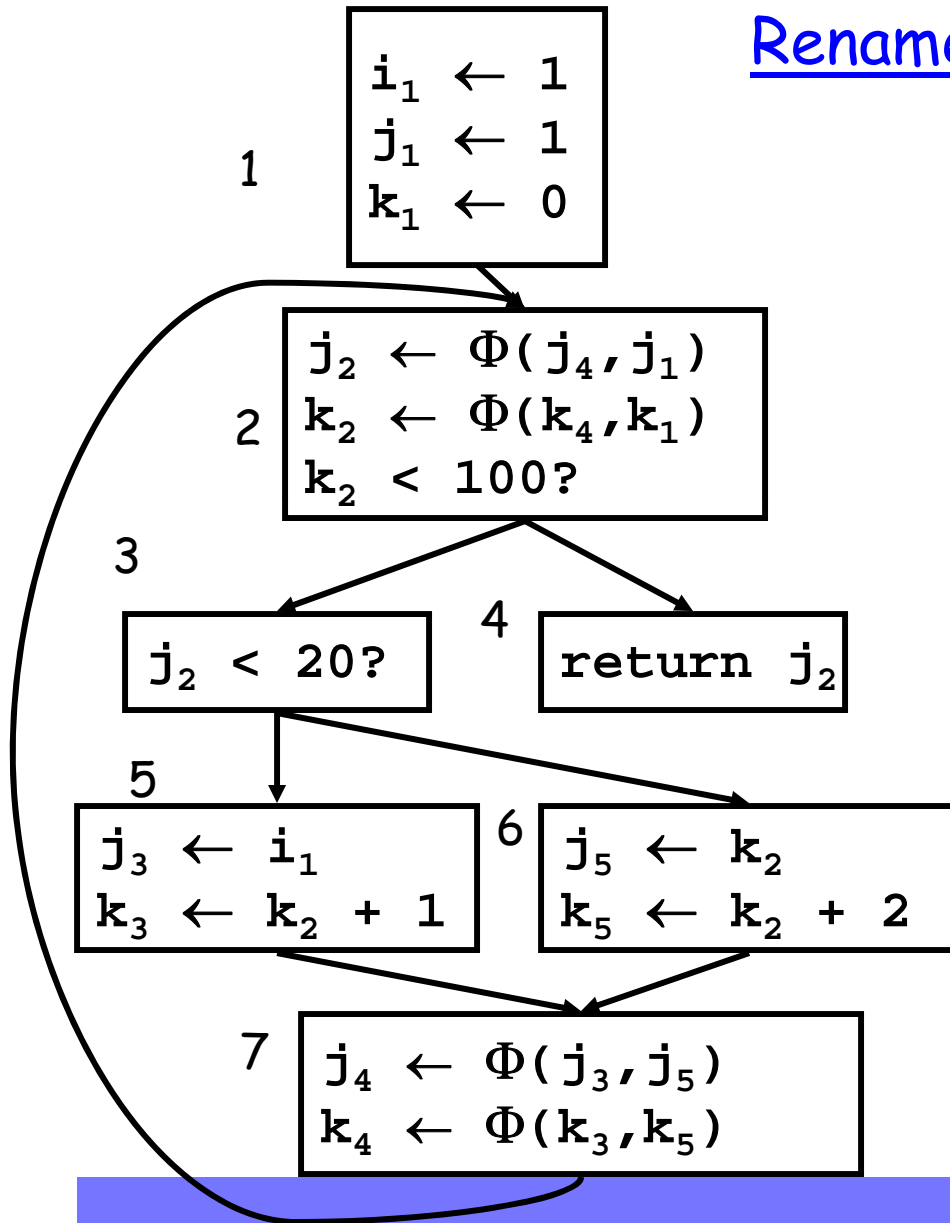 Rename
1
i₁ ← 1
j₁ ← 1
k₁ ← 0
2
j₂ ← Φ(j₄,j₁)
k₂ ← Φ(k₄,k₁)
k₂ < 100?
3
j₂ < 20?
4
return j₂
5
j₃ ← i₁
k₃ ← k₂ + 1
6
j₅ ← k₂
k₅ ← k₂ + 2
7
j₄ ← Φ(j₃,j₅)
k₄ ← Φ(k₃,k₅)